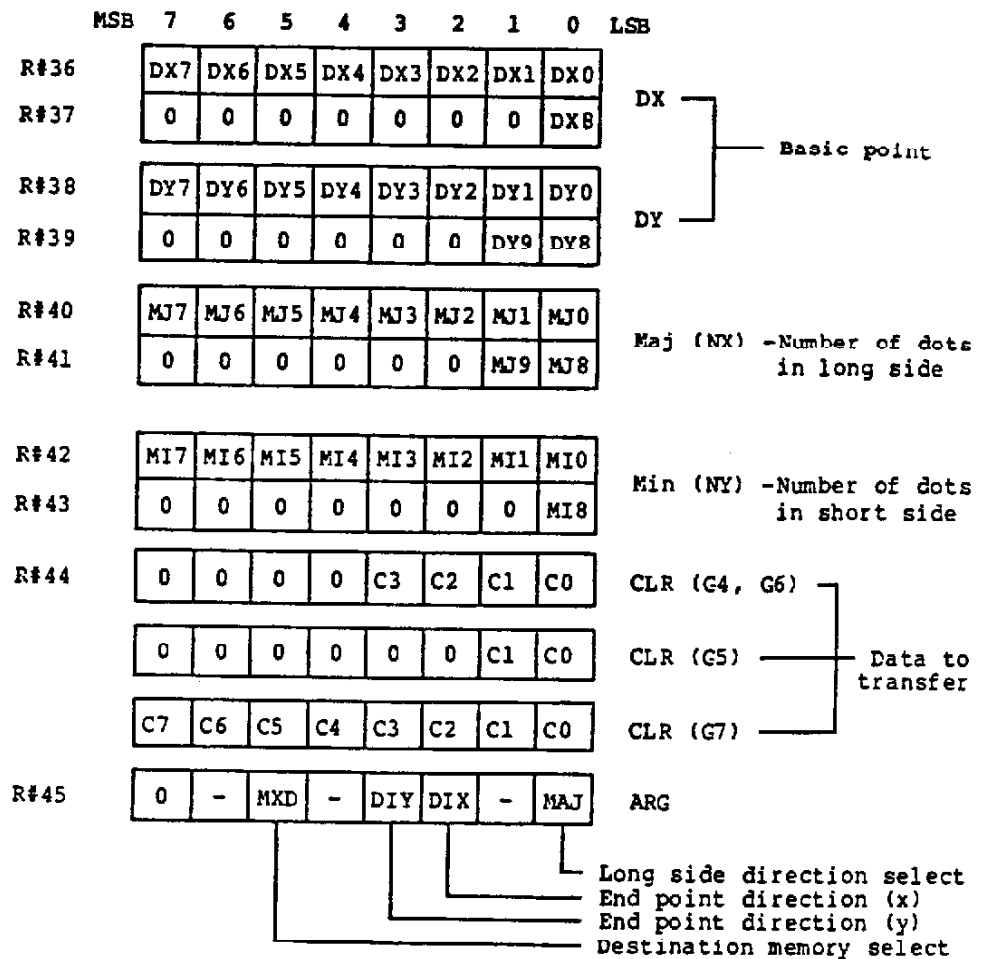 MSB 7 6 5 4 3 2 1 0 LSB
R#36 DX7 DX6 DX5 DX4 DX3 DX2 DX1 DX0
DX
R#37 0 0 0 0 0 0 0 DX8
Basic point
R#38 DY7 DY6 DY5 DY4 DY3 DY2 DY1 DY0
DY
R#39 0 0 0 0 0 0 DY9 DY8
R#40 MJ7 MJ6 MJ5 MJ4 MJ3 MJ2 MJ1 MJ0
Maj (NX) -Number of dots
R#41 0 0 0 0 0 0 MJ9 MJ8
in long side
R#42 MI7 MI6 MI5 MI4 MI3 MI2 MI1 MI0
Min (NY) -Number of dots
R#43 0 0 0 0 0 0 0 MI8
in short side
R#44 0 0 0 0 C3 C2 C1 C0 CLR (G4, G6)
0 0 0 0 0 0 C1 C0 CLR (G5)
Data to
transfer
C7 C6 C5 C4 C3 C2 C1 C0 CLR (G7)
R#45 0 - MXD - DIY DIX - MAJ ARG
Long side direction select
End point direction (x)
End point direction (y)
Destination memory select